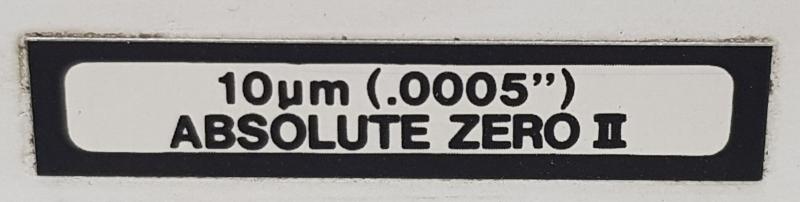 10μm (.0005")
ABSOLUTE ZERO II